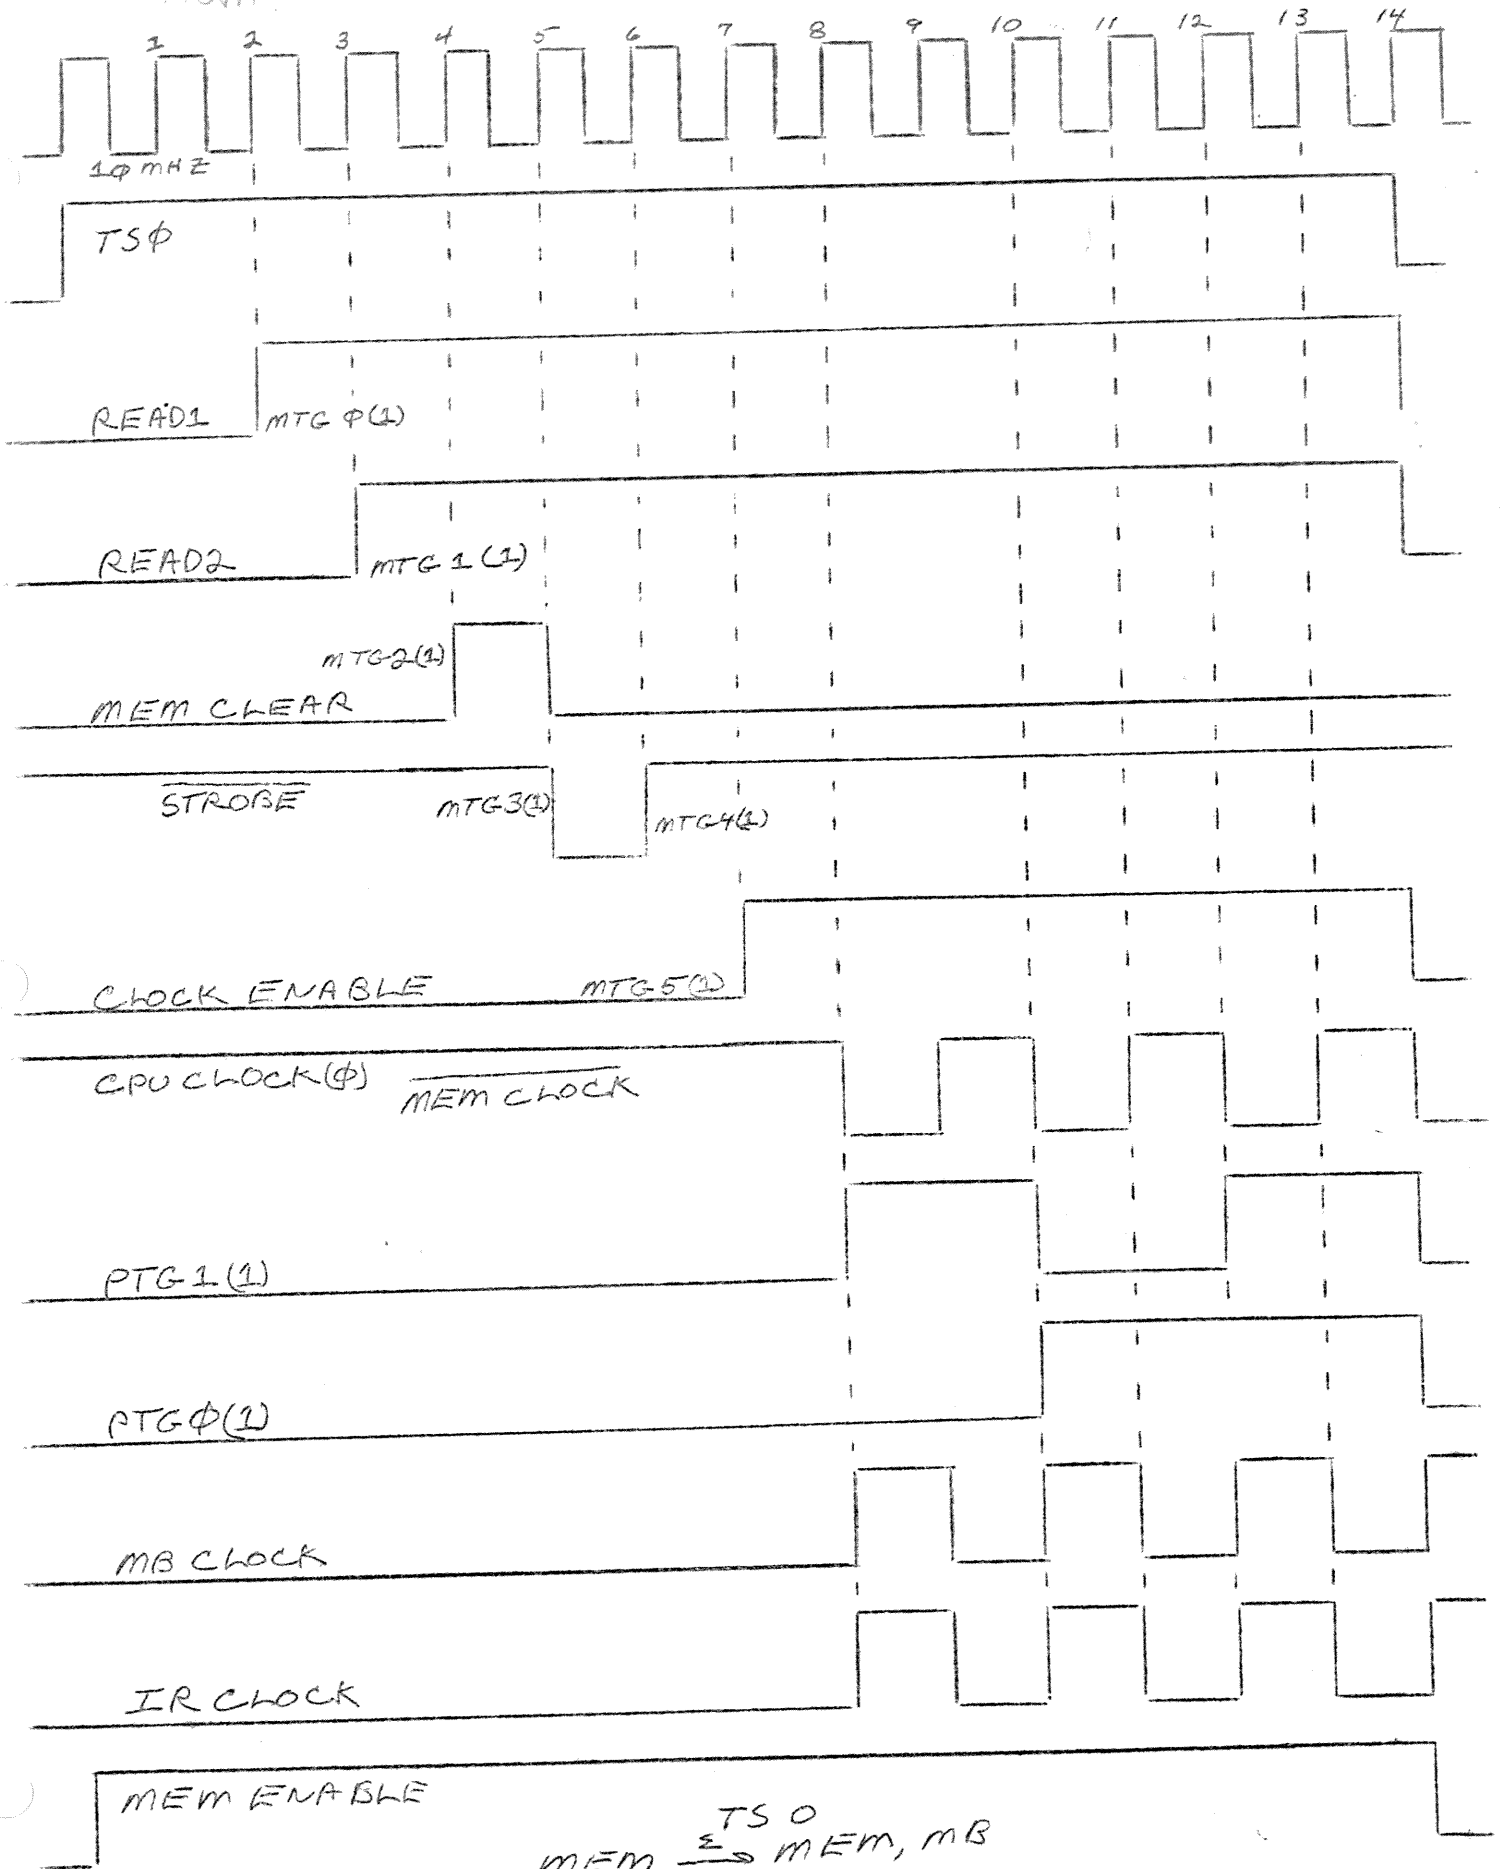 1 2 3 4 5 6 7 8 9 10 11 12 13 14
1φ MHZ
TSφ
READ1 MTG φ(1)
READ2 MTG 1 (1)
MTG2(1)
MEM CLEAR
STROBE MTG3(1) MTG4(1)
CLOCK ENABLE MTG5(1)
CPU CLOCK(φ) MEM CLOCK
PTG1(1)
PTGφ(1)
MB CLOCK
IR CLOCK
MEM ENABLE
TS 0
Σ
MEM → MEM, MB